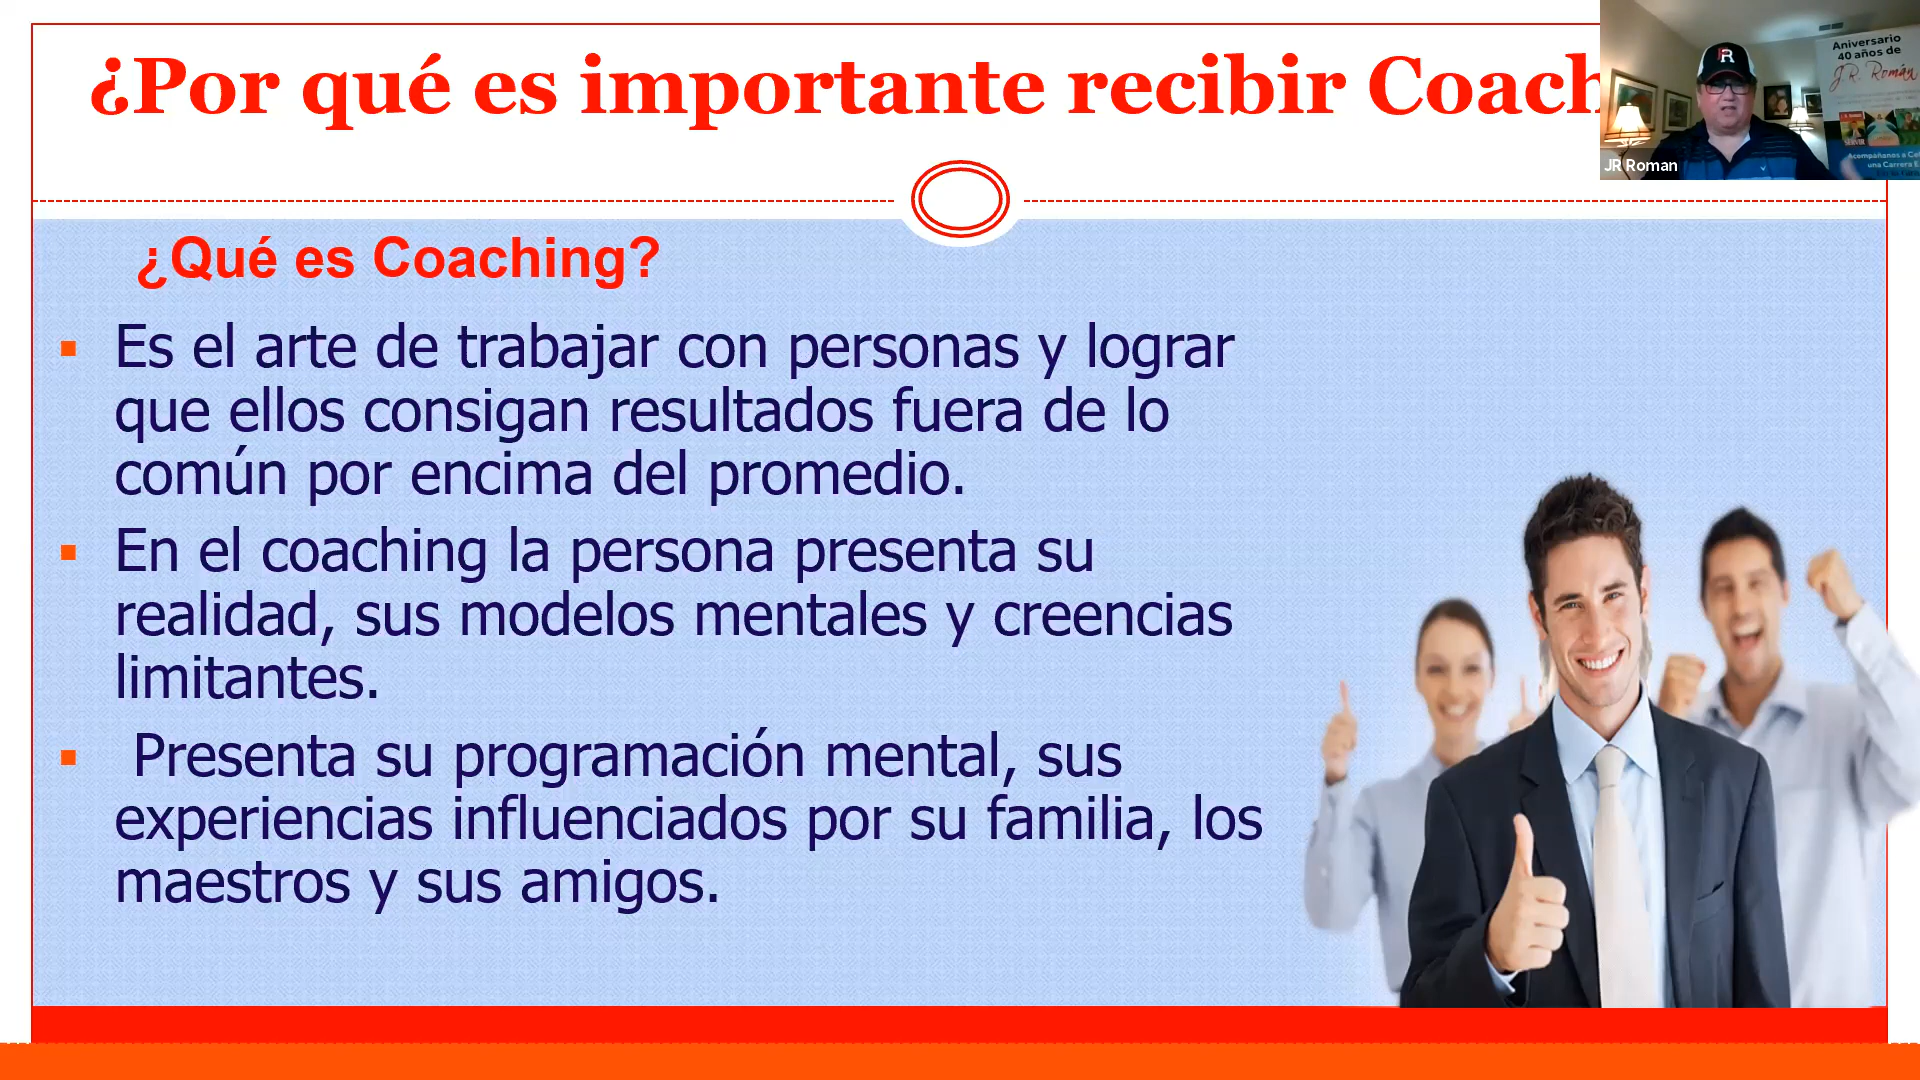 ¿Por qué es importante recibir Coach
Aniversario
40 años de
J.R. Román
JR
JR Roman
una Carrera E
¿Qué es Coaching?
Es el arte de trabajar con personas y lograr
que ellos consigan resultados fuera de lo
común por encima del promedio.
En el coaching la persona presenta su
realidad, sus modelos mentales y creencias
limitantes.
Presenta su programación mental, sus
experiencias influenciados por su familia, los
maestros y sus amigos.